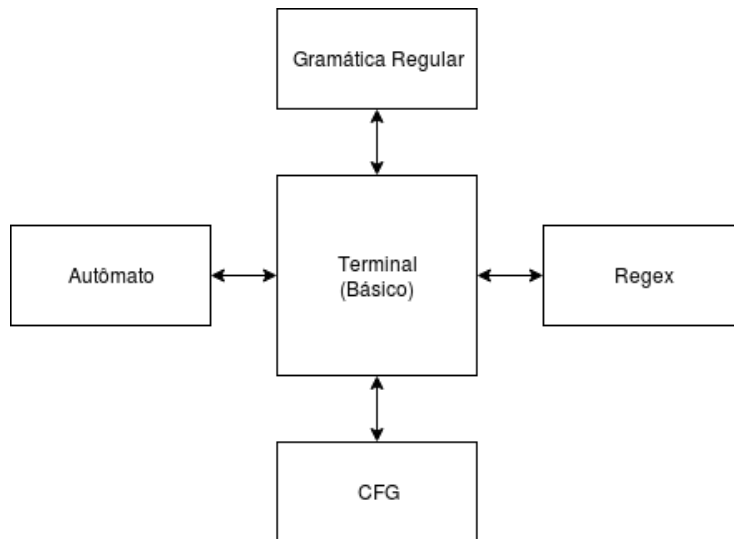 Gramática Regular
Autômato
Terminal
(Básico)
Regex
CFG